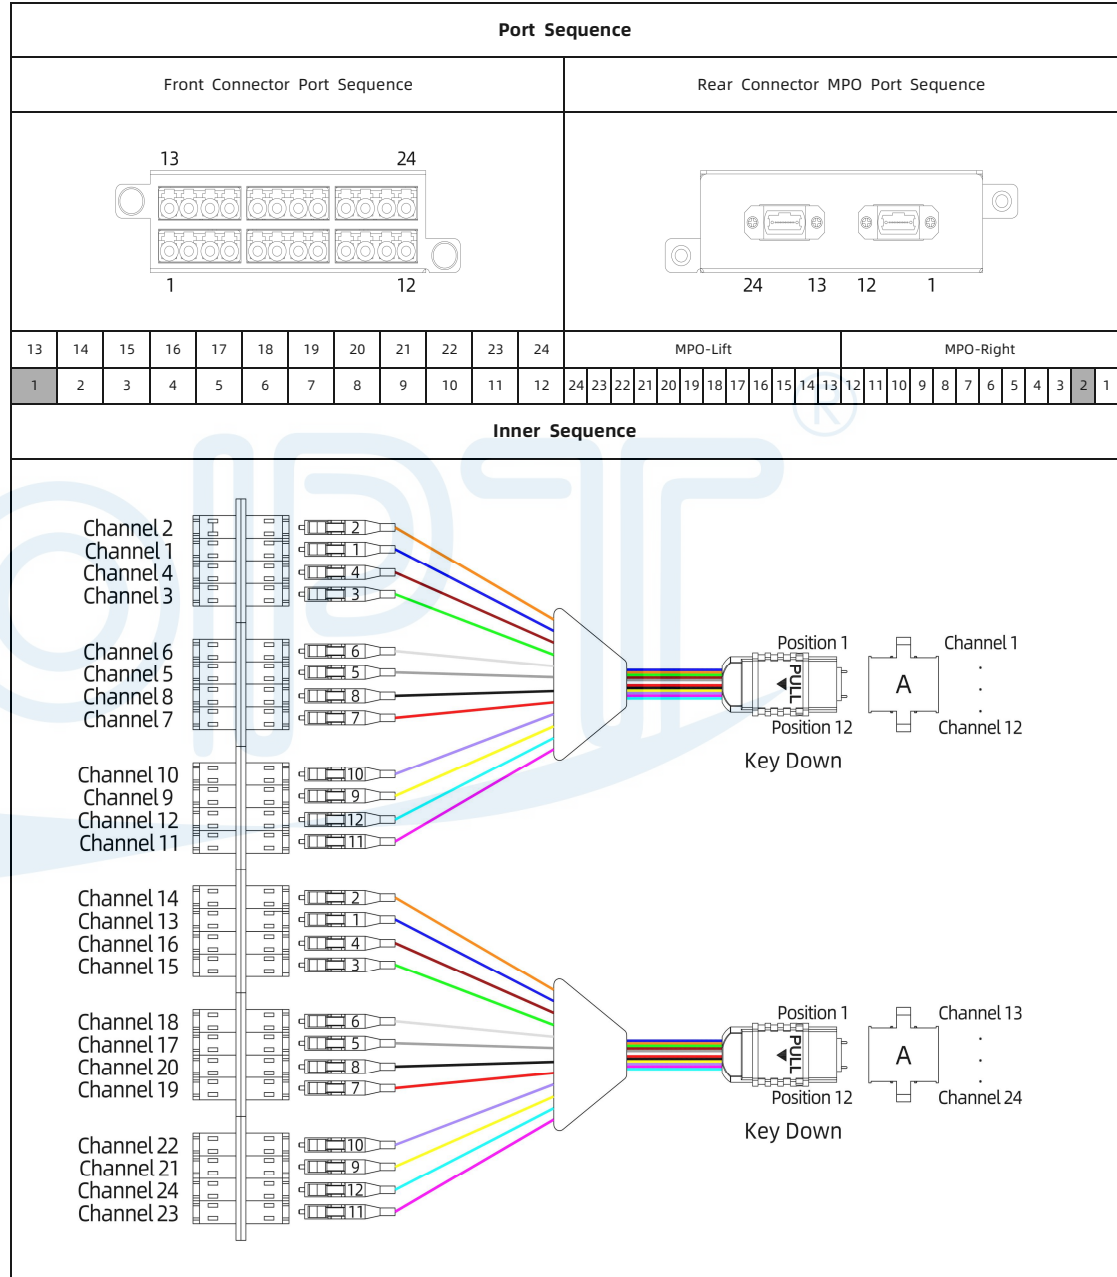 Port Sequence
Front Connector Port Sequence
Rear Connector MPO Port Sequence
13 24
1 12
24 13 12 1
13 14 15 16 17 18 19 20 21 22 23 24 MPO-Lift MPO-Right
1 2 3 4 5 6 7 8 9 10 11 12 24 23 22 21 20 19 18 17 16 15 14 13 12 11 10 9 8 7 6 5 4 3 2 1
Inner Sequence
OPT®
Channel 2 2
Channel 1 1
Channel 4 4
Channel 3 3
Channel 6 6
Channel 5 5
Channel 8 8
Channel 7 7
Channel 10 10
Channel 9 9
Channel 12 12
Channel 11 11
Position 1
PULL
Position 12
Key Down
A
Channel 1
Channel 12
Channel 14 2
Channel 13 1
Channel 16 4
Channel 15 3
Channel 18 6
Channel 17 5
Channel 20 8
Channel 19 7
Channel 22 10
Channel 21 9
Channel 24 12
Channel 23 11
Position 1
PULL
Position 12
Key Down
A
Channel 13
Channel 24